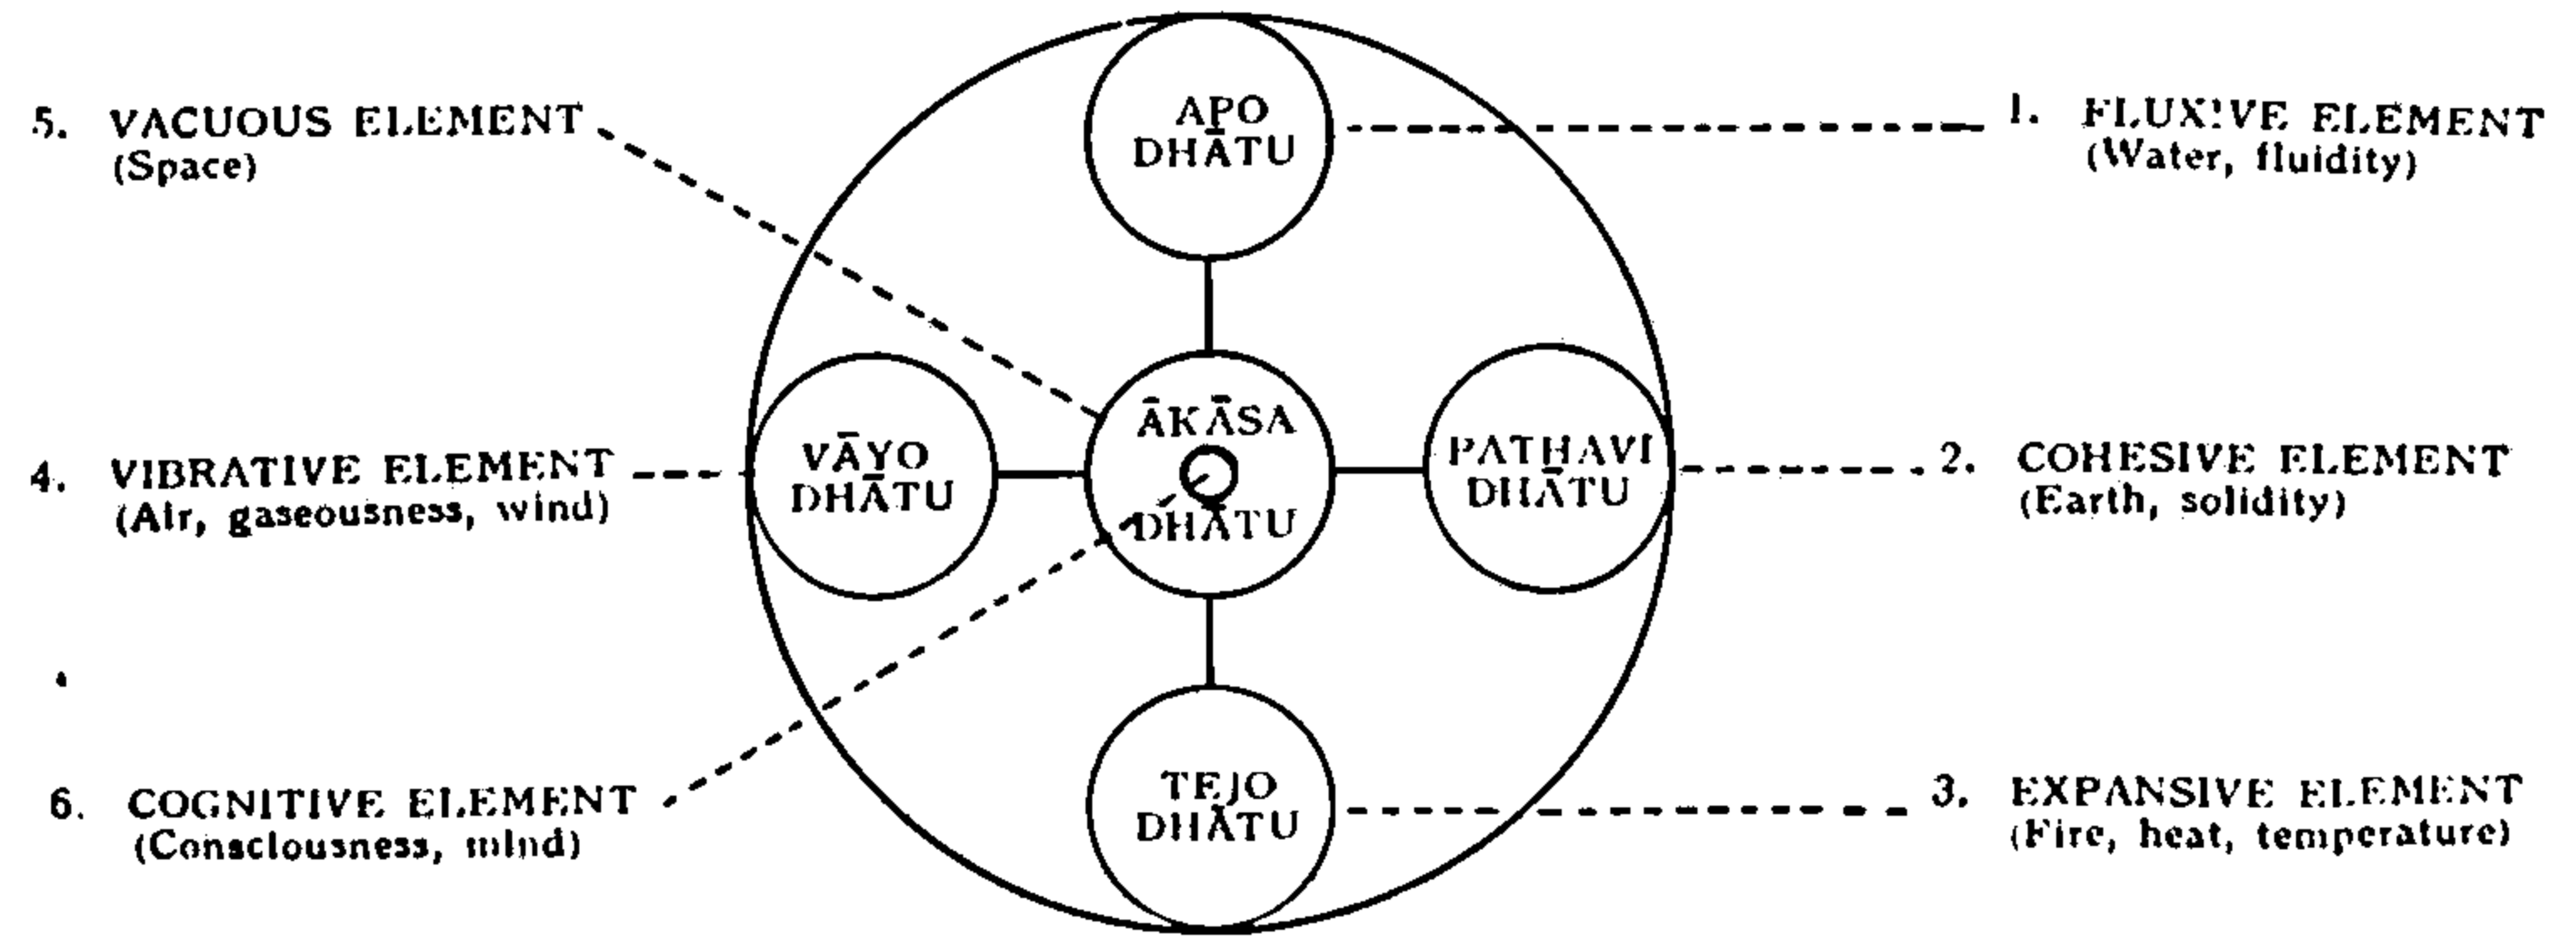 5. VACUOUS ELEMENT
(Space)
4. VIBRATIVE ELEMENT
(Air, gaseousness, wind)
6. COGNITIVE ELEMENT
(Consciousness, mind)
APO
DHĀTU
VĀYO
DHĀTU
ĀKĀSA
DHĀTU
PATHAVI
DHĀTU
TEJO
DHĀTU
1. FLUXIVE ELEMENT
(Water, fluidity)
2. COHESIVE ELEMENT
(Earth, solidity)
3. EXPANSIVE ELEMENT
(Fire, heat, temperature)